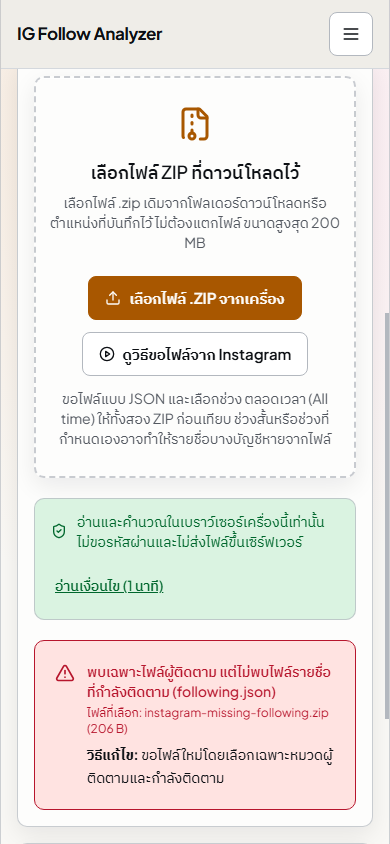 IG Follow Analyzer
เลือกไฟล์ ZIP ที่ดาวน์โหลดไว้
เลือกไฟล์ .zip เดิมจากโฟลเดอร์ดาวน์โหลดหรือ
ตำแหน่งที่บันทึกไว้ ไม่ต้องแตกไฟล์ ขนาดสูงสุด 200
MB
เลือกไฟล์ .ZIP จากเครื่อง
ดูวิธีขอไฟล์จาก Instagram
ขอไฟล์แบบ JSON และเลือกช่วง ตลอดเวลา (All
time) ให้ทั้งสอง ZIP ก่อนเทียบ ช่วงสั้นหรือช่วงที่
กำหนดเองอาจทำให้รายชื่อบางบัญชีหายจากไฟล์
อ่านและคำนวณในเบราว์เซอร์เครื่องนี้เท่านั้น
ไม่ขอรหัสผ่านและไม่ส่งไฟล์ขึ้นเซิร์ฟเวอร์
อ่านเงื่อนไข (1 นาที)
พบเฉพาะไฟล์ผู้ติดตาม แต่ไม่พบไฟล์รายชื่อ
ที่กำลังติดตาม (following.json)
ไฟล์ที่เลือก: instagram-missing-following.zip
(206 B)
วิธีแก้ไข: ขอไฟล์ใหม่โดยเลือกเฉพาะหมวดผู้
ติดตามและกำลังติดตาม